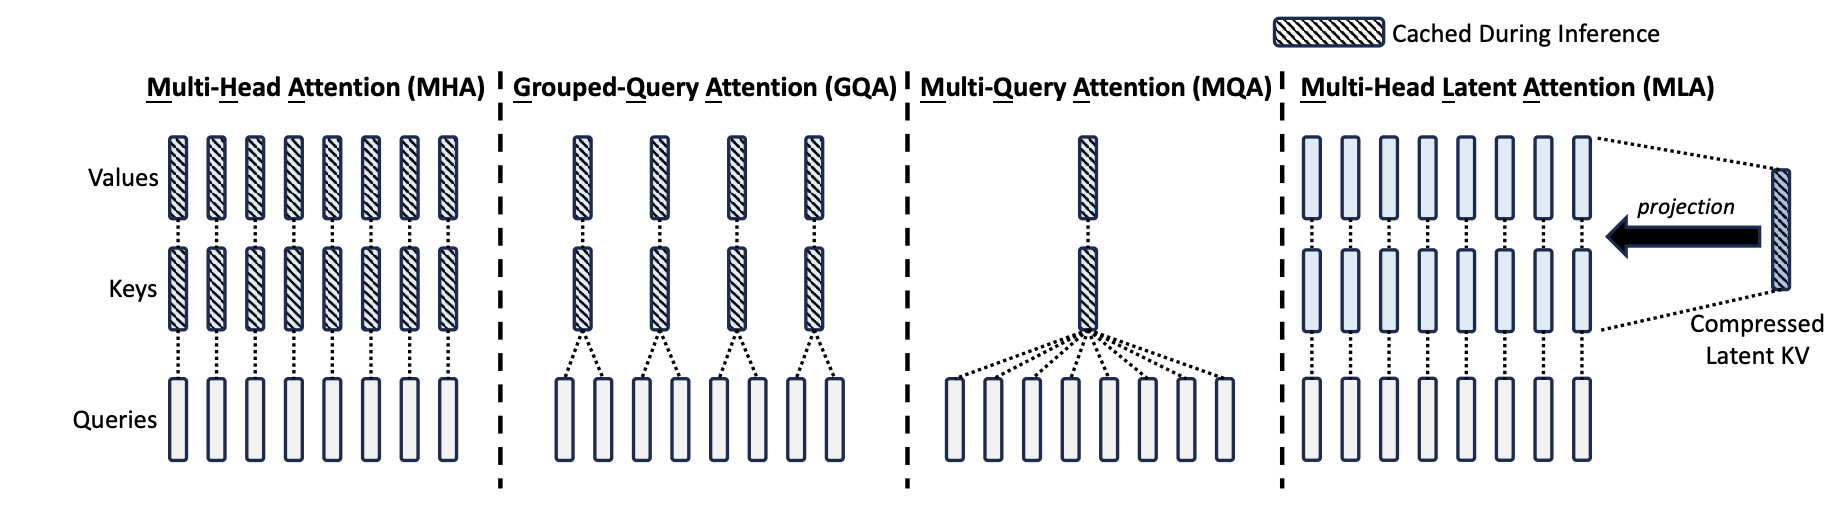 Cached During Inference
Multi-Head Attention (MHA)
Grouped-Query Attention (GQA)
Multi-Query Attention (MQA)
Multi-Head Latent Attention (MLA)
Values
Keys
Queries
projection
Compressed
Latent KV